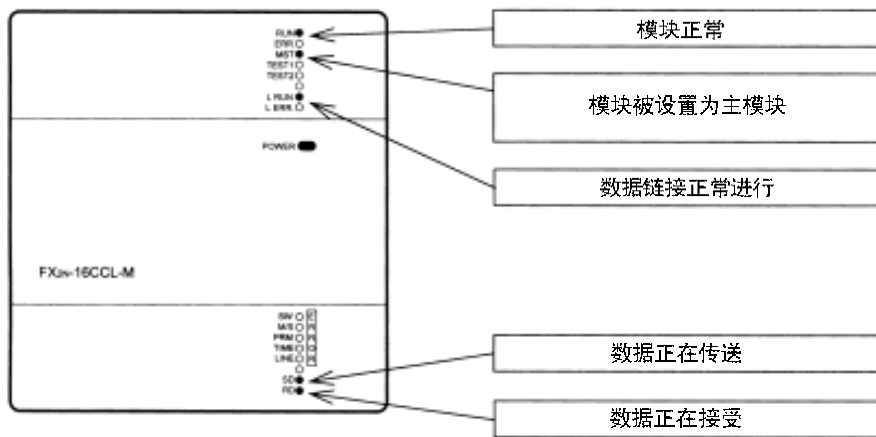 RUN
模块正常
ERR.
MST
TEST1
TEST2
模块被设置为主模块
L RUN
L ERR.
POWER
数据链接正常进行
FX2N-16CCL-M
SW
M/S
PRM
TIME
LINE
ERROR
数据正在传送
SD
RD
数据正在接受